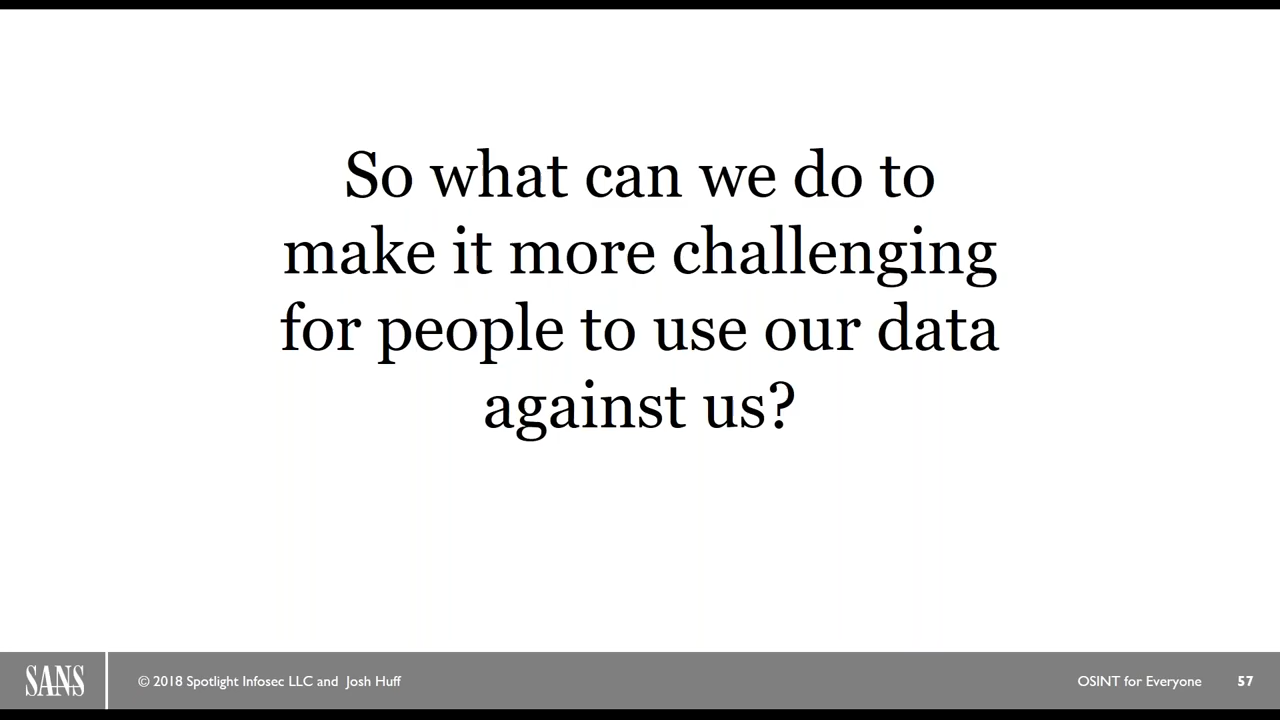 So what can we do to
make it more challenging
for people to use our data
against us?
SANS
© 2018 Spotlight Infosec LLC and Josh Huff
OSINT for Everyone
57